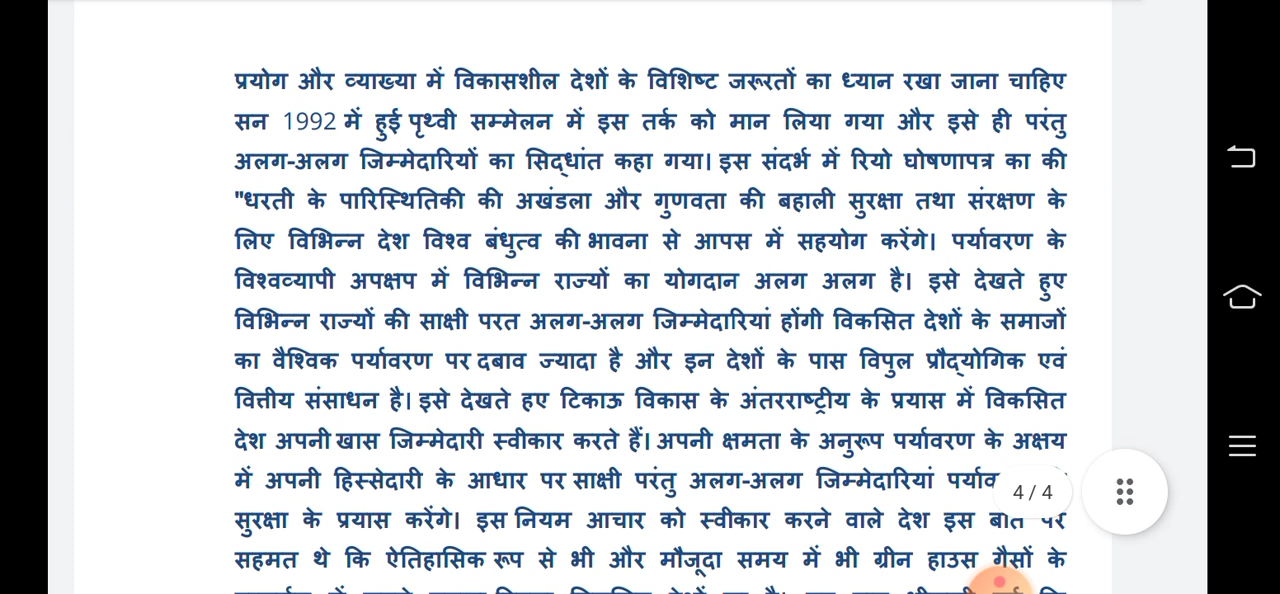 प्रयोग और व्याख्या में विकासशील देशों के विशिष्ट जरूरतों का ध्यान रखा जाना चाहिए
सन 1992 में हुई पृथ्वी सम्मेलन में इस तर्क को मान लिया गया और इसे ही परंतु
अलग-अलग जिम्मेदारियों का सिद्धांत कहा गया। इस संदर्भ में रियो घोषणापत्र का की
"धरती के पारिस्थितिकी की अखंडला और गुणवता की बहाली सुरक्षा तथा संरक्षण के
लिए विभिन्न देश विश्व बंधुत्व की भावना से आपस में सहयोग करेंगे। पर्यावरण के
विश्वव्यापी अपक्षप में विभिन्न राज्यों का योगदान अलग अलग है। इसे देखते हुए
विभिन्न राज्यों की साक्षी परत अलग-अलग जिम्मेदारियां होंगी विकसित देशों के समाजों
का वैश्विक पर्यावरण पर दबाव ज्यादा है और इन देशों के पास विपुल प्रौद्योगिक एवं
वित्तीय संसाधन है। इसे देखते हए टिकाऊ विकास के अंतरराष्ट्रीय के प्रयास में विकसित
देश अपनी खास जिम्मेदारी स्वीकार करते हैं। अपनी क्षमता के अनुरूप पर्यावरण के अक्षय
में अपनी हिस्सेदारी के आधार पर साक्षी परंतु अलग-अलग जिम्मेदारियां
4 / 4
सुरक्षा के प्रयास करेंगे। इस नियम आचार को स्वीकार करने वाले देश इस बात पर
सहमत थे कि ऐतिहासिक रूप से भी और मौजूदा समय में भी ग्रीन हाउस गैसों के